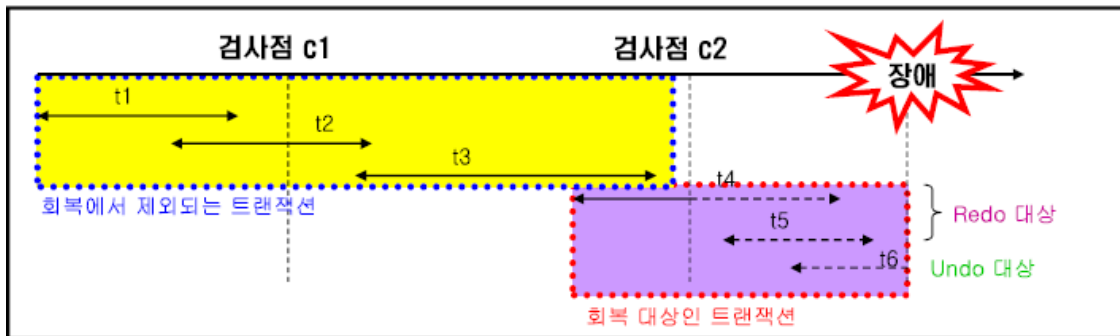 검사점 c1
검사점 c2
장애
t1
t2
t3
t4
회복에서 제외되는 트랜잭션
t5
Redo 대상
t6
Undo 대상
회복 대상인 트랜잭션